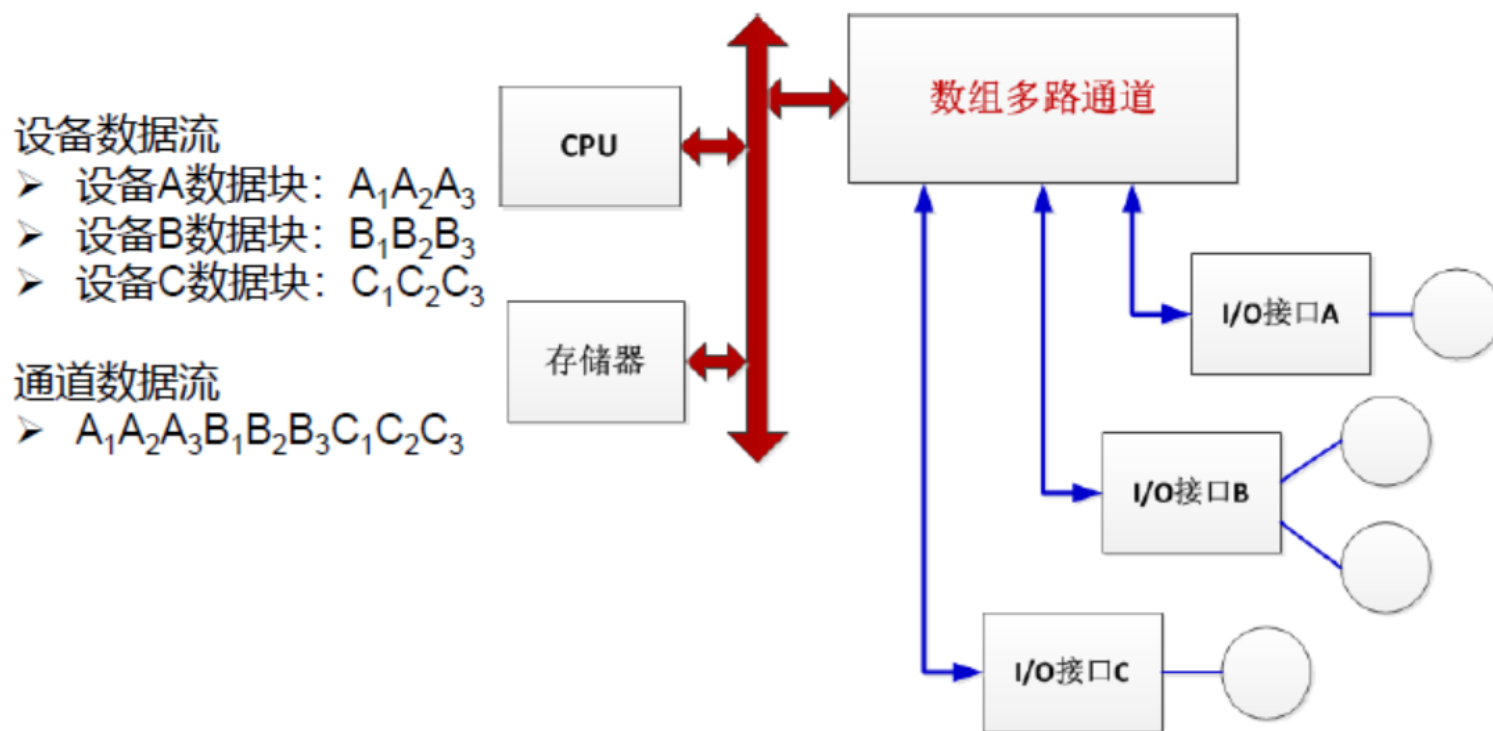 设备数据流
➢ 设备A数据块：A₁A₂A₃
➢ 设备B数据块：B₁B₂B₃
➢ 设备C数据块：C₁C₂C₃
通道数据流
➢ A₁A₂A₃B₁B₂B₃C₁C₂C₃
CPU
存储器
数组多路通道
I/O接口A
I/O接口B
I/O接口C